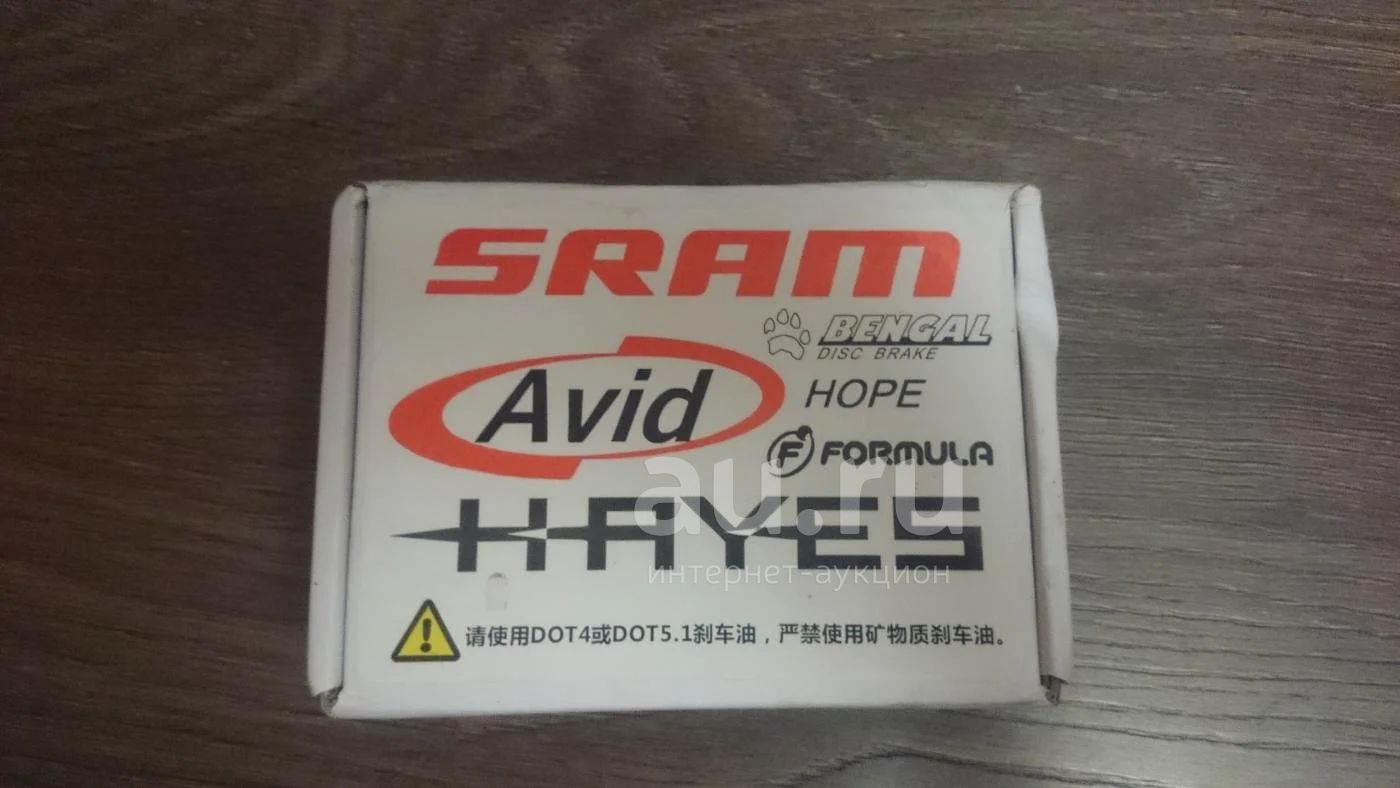 SRAM
BENGAL
DISC BRAKE
Avid
HOPE
F FORMULA
HAYES
au.ru
интернет-аукцион
请使用DOT4或DOT5.1刹车油，严禁使用矿物质刹车油。